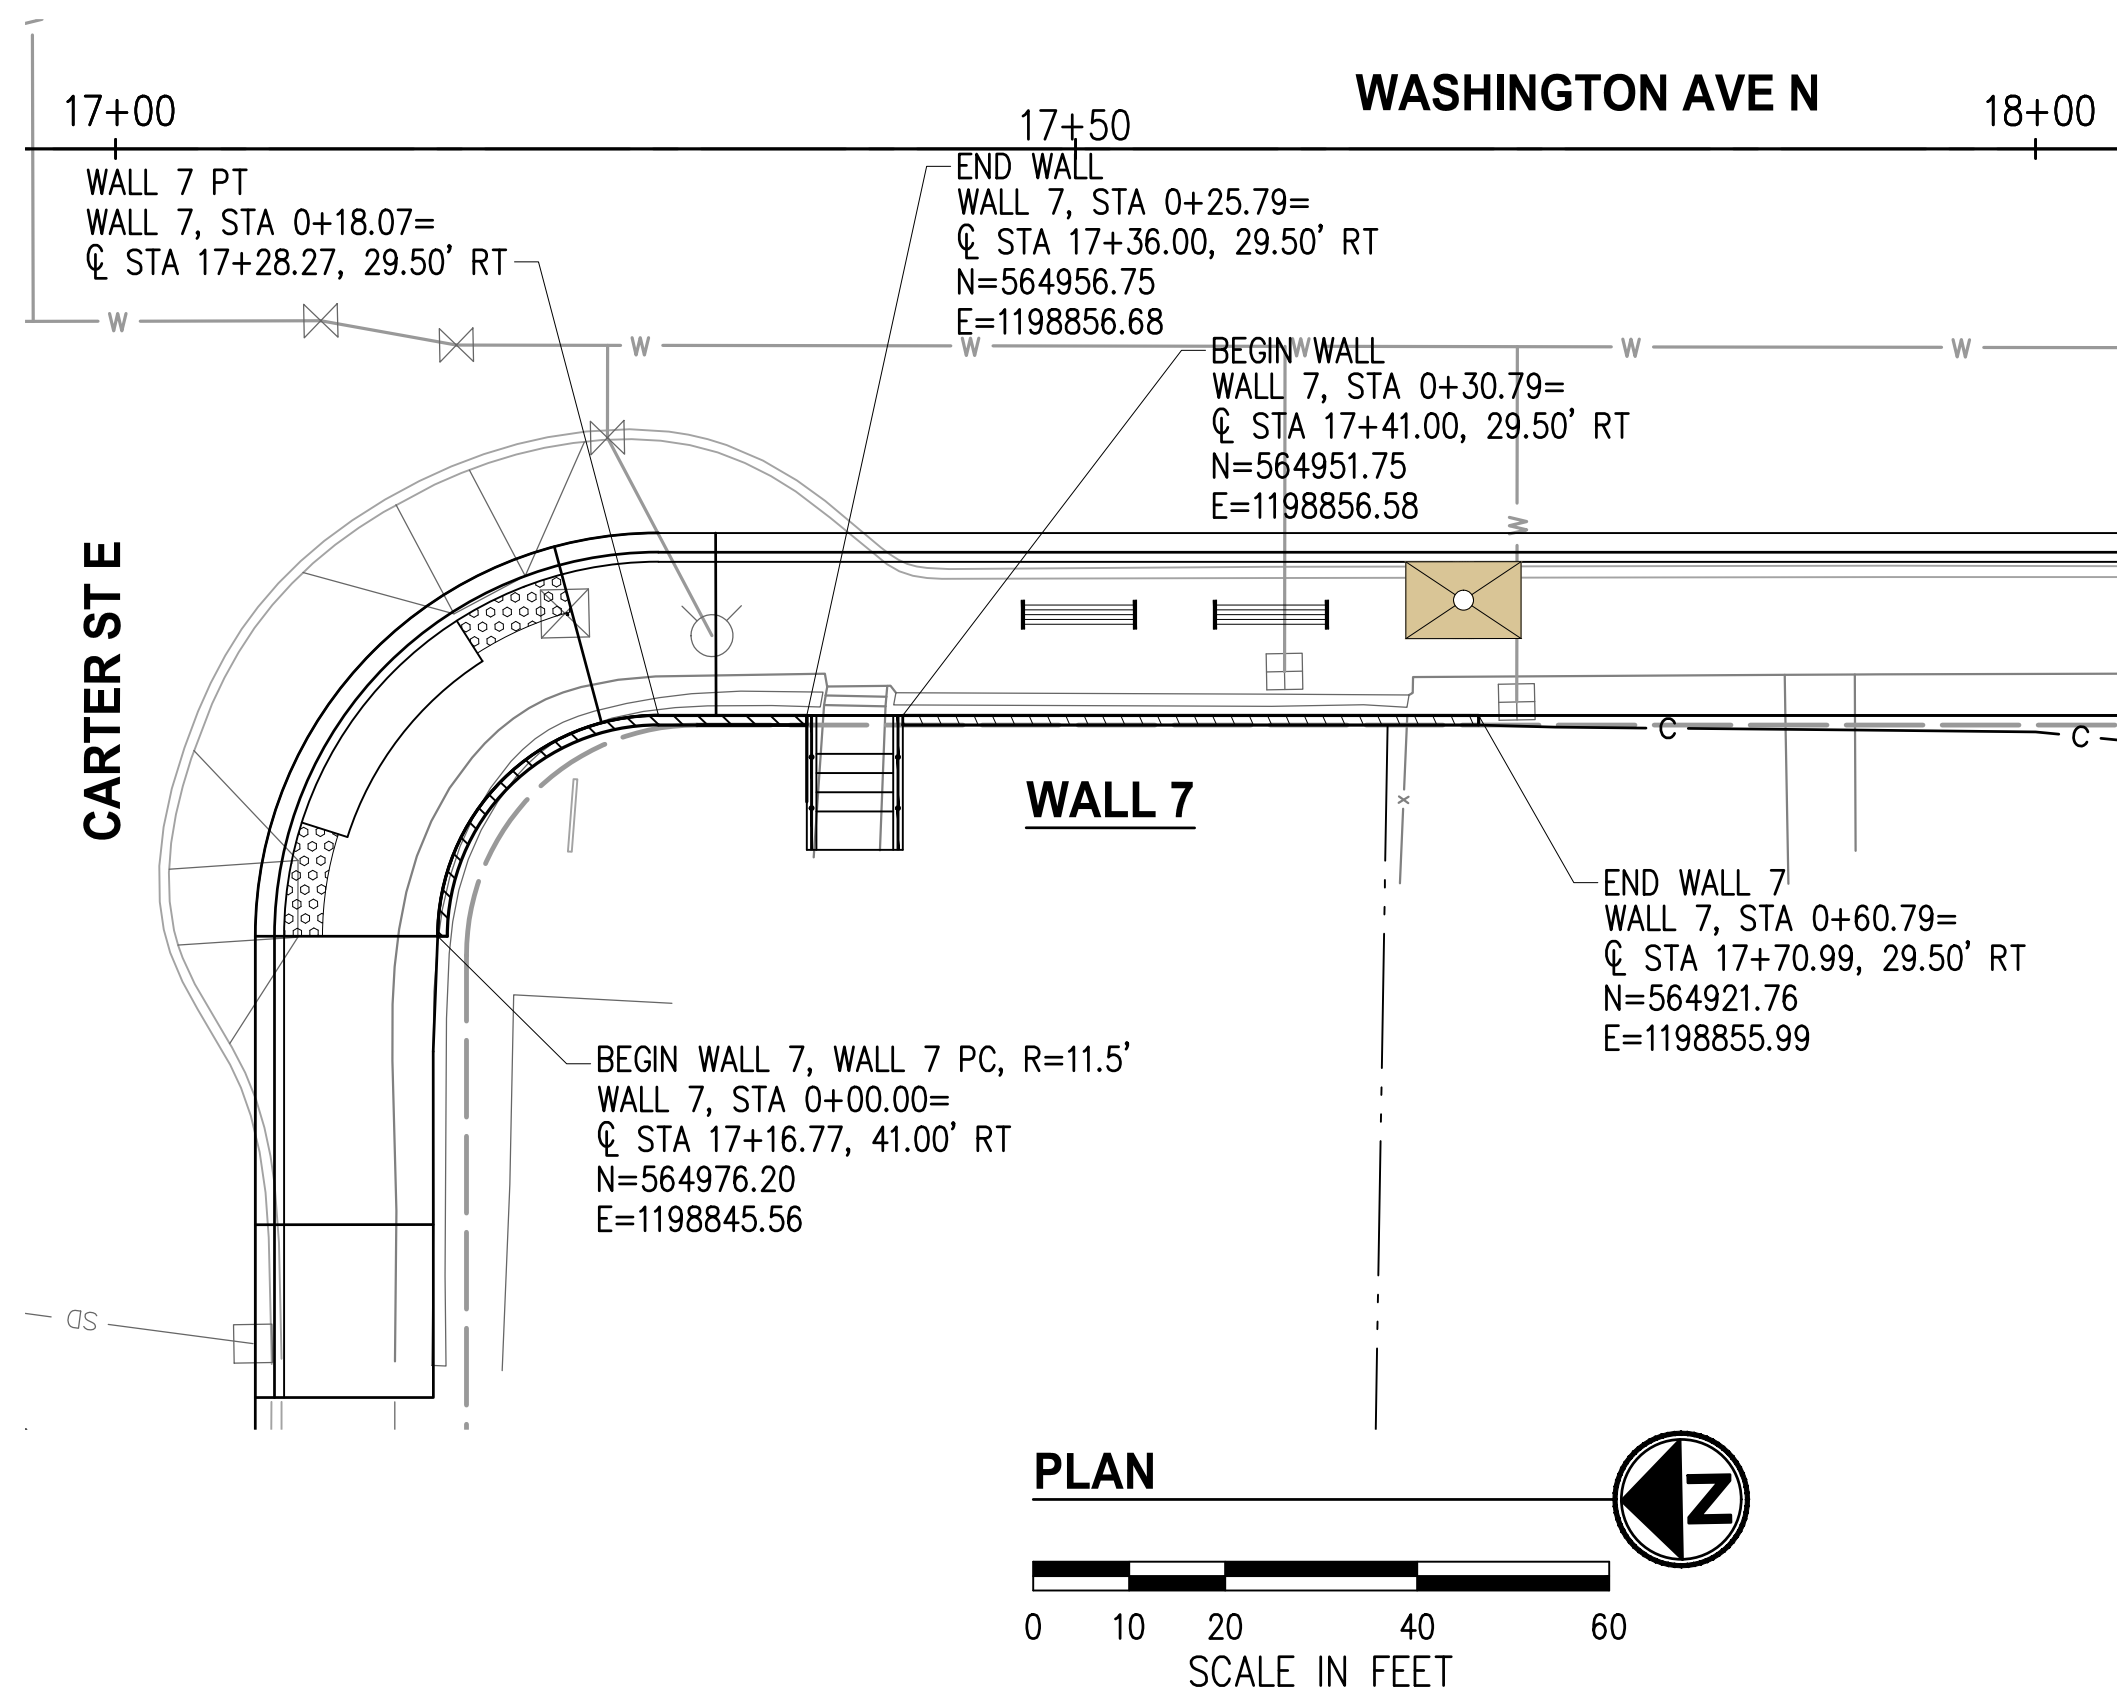 WASHINGTON AVE N
17+00
17+50
18+00
WALL 7 PT
WALL 7, STA 0+18.07=
℄ STA 17+28.27, 29.50' RT
END WALL
WALL 7, STA 0+25.79=
℄ STA 17+36.00, 29.50' RT
N=564956.75
E=1198856.68
W
W
W
W
W
W
BEGIN WALL
WALL 7, STA 0+30.79=
℄ STA 17+41.00, 29.50' RT
N=564951.75
E=1198856.58
W
CARTER ST E
C
C
WALL 7
x
END WALL 7
WALL 7, STA 0+60.79=
℄ STA 17+70.99, 29.50' RT
N=564921.76
E=1198855.99
BEGIN WALL 7, WALL 7 PC, R=11.5'
WALL 7, STA 0+00.00=
℄ STA 17+16.77, 41.00' RT
N=564976.20
E=1198845.56
SD
PLAN
N
0 10 20 40 60
SCALE IN FEET